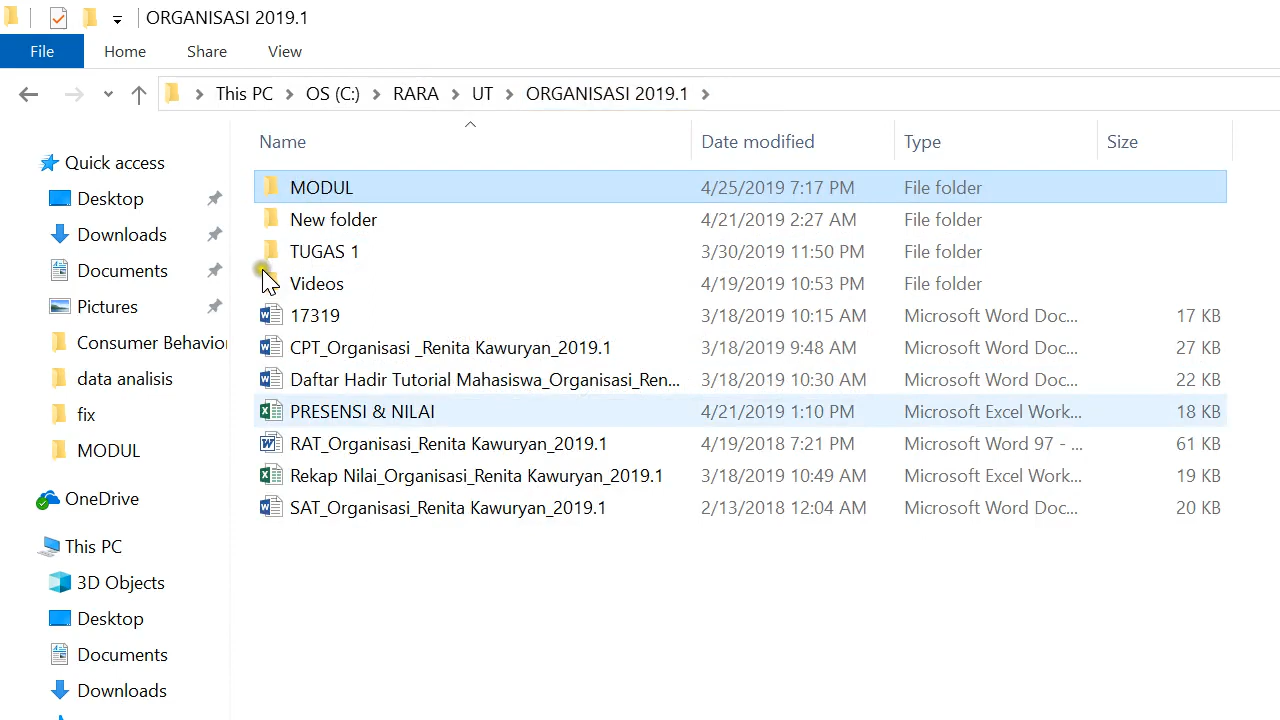 ORGANISASI 2019.1
File Home Share View
This PC OS (C:) RARA UT ORGANISASI 2019.1
Name Date modified Type Size
Quick access
Desktop
Downloads
Documents
Pictures
Consumer Behavior
data analisis
fix
MODUL
OneDrive
This PC
3D Objects
Desktop
Documents
Downloads
MODUL 4/25/2019 7:17 PM File folder
New folder 4/21/2019 2:27 AM File folder
TUGAS 1 3/30/2019 11:50 PM File folder
Videos 4/19/2019 10:53 PM File folder
17319 3/18/2019 10:15 AM Microsoft Word Doc... 17 KB
CPT_Organisasi _Renita Kawuryan_2019.1 3/18/2019 9:48 AM Microsoft Word Doc... 27 KB
Daftar Hadir Tutorial Mahasiswa_Organisasi_Ren... 3/18/2019 10:30 AM Microsoft Word Doc... 22 KB
PRESENSI & NILAI 4/21/2019 1:10 PM Microsoft Excel Work... 18 KB
RAT_Organisasi_Renita Kawuryan_2019.1 4/19/2018 7:21 PM Microsoft Word 97 - ... 61 KB
Rekap Nilai_Organisasi_Renita Kawuryan_2019.1 3/18/2019 10:49 AM Microsoft Excel Work... 19 KB
SAT_Organisasi_Renita Kawuryan_2019.1 2/13/2018 12:04 AM Microsoft Word Doc... 20 KB